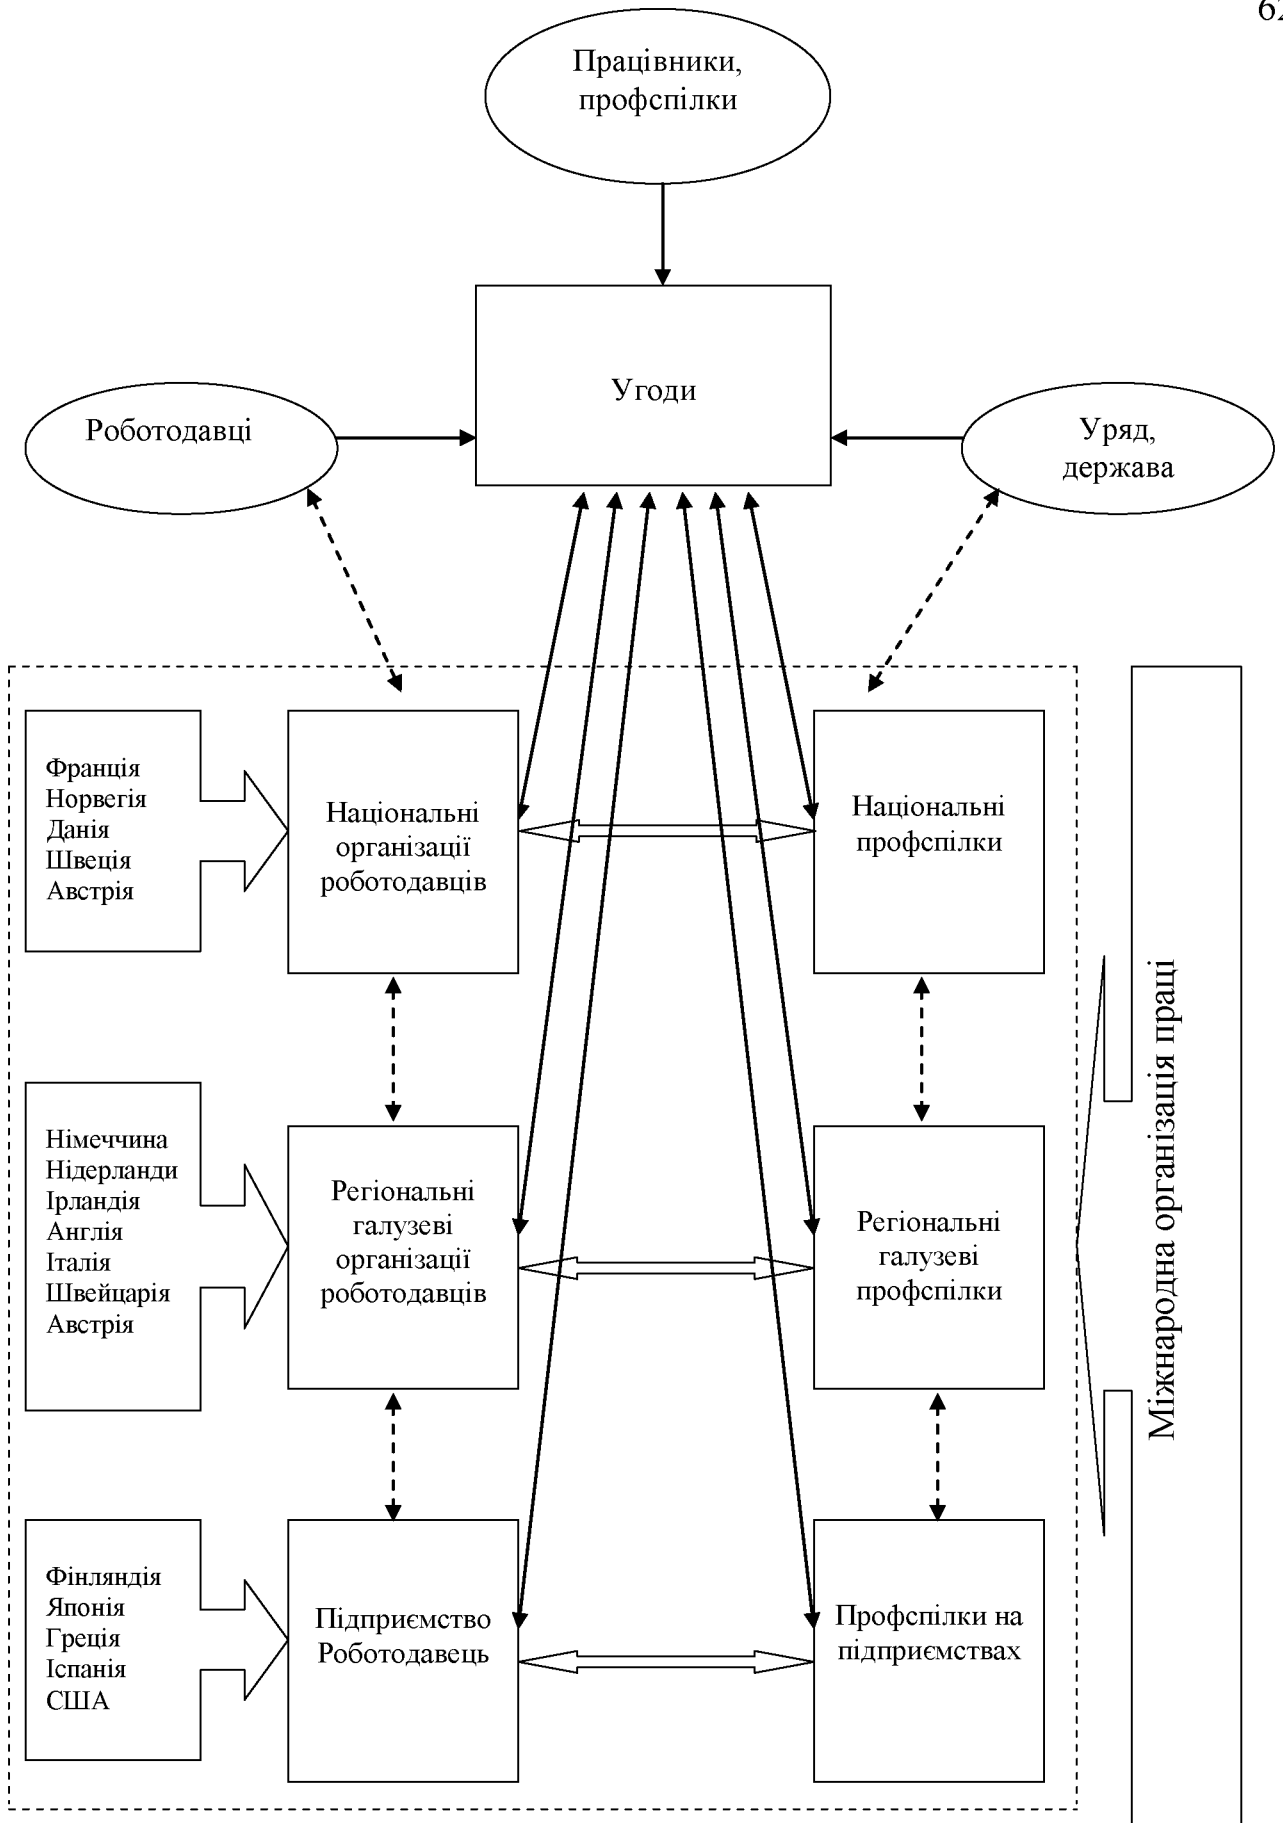 62
Працівники,
профспілки
Угоди
Роботодавці
Уряд,
держава
Франція
Норвегія
Данія
Швеція
Австрія
Національні
організації
роботодавців
Національні
профспілки
Німеччина
Нідерланди
Ірландія
Англія
Італія
Швейцарія
Австрія
Регіональні
галузеві
організації
роботодавців
Регіональні
галузеві
профспілки
Міжнародна організація праці
Фінляндія
Японія
Греція
Іспанія
США
Підприємство
Роботодавець
Профспілки на
підприємствах